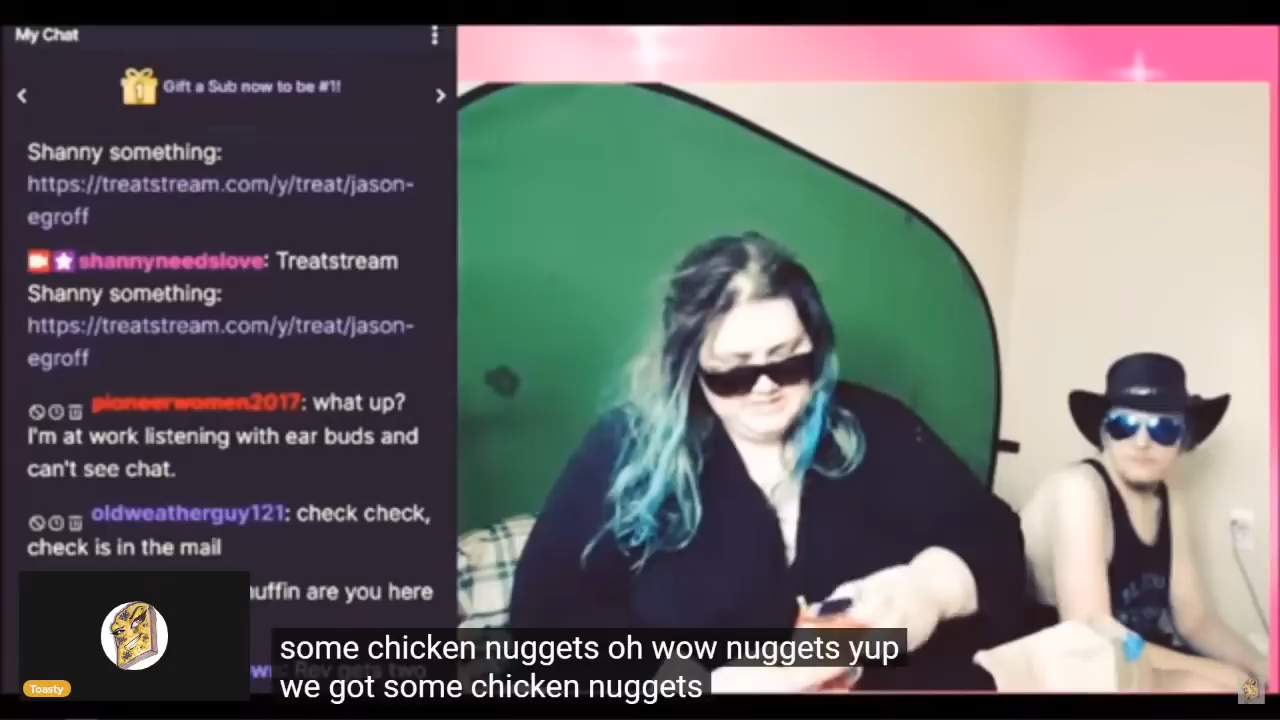 My Chat
Gift a Sub now to be #1!
Shanny something:
https://treatstream.com/y/treat/jason-
egroff
shannyneedslove: Treatstream
Shanny something:
https://treatstream.com/y/treat/jason-
egroff
pioneerwomen2017: what up?
I'm at work listening with ear buds and
can't see chat.
oldweatherguy121: check check,
check is in the mail
uffin are you here
Rev gets two
Toasty
some chicken nuggets oh wow nuggets yup
we got some chicken nuggets